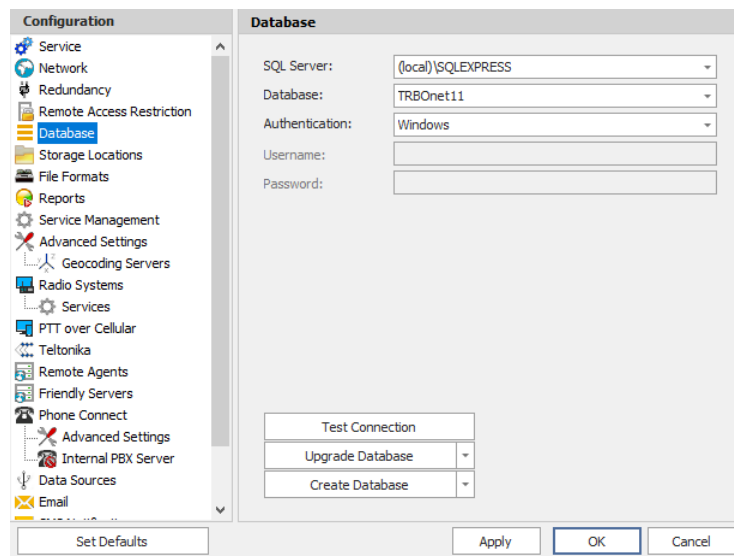 Configuration
Service
Network
Redundancy
Remote Access Restriction
Database
Storage Locations
File Formats
Reports
Service Management
Advanced Settings
Geocoding Servers
Radio Systems
Services
PTT over Cellular
Teltonika
Remote Agents
Friendly Servers
Phone Connect
Advanced Settings
Internal PBX Server
Data Sources
Email
Set Defaults
Database
SQL Server: (local)\SQLEXPRESS
Database: TRBOnet11
Authentication: Windows
Username:
Password:
Test Connection
Upgrade Database
Create Database
Apply OK Cancel